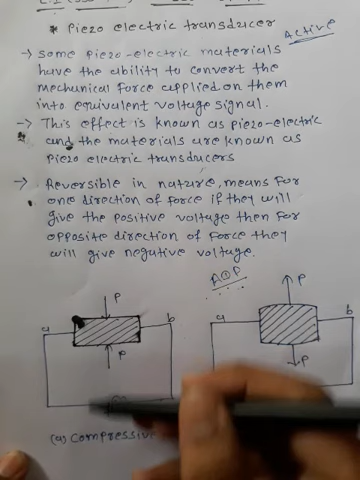 * Piezo electric transducer
Active
→ Some Piezo-electric materials
have the ability to convert the
mechanical Force applied on them
into equivalent voltage signal.
→ This effect is known as Piezo-electric
and the materials are known as
Piezo electric transducers
→ Reversible in nature, means For
one direction of force if they will
give the positive voltage then For
opposite direction of Force they
will give negative voltage.
P
P
a
b
a
b
P
P
(a) Compressive